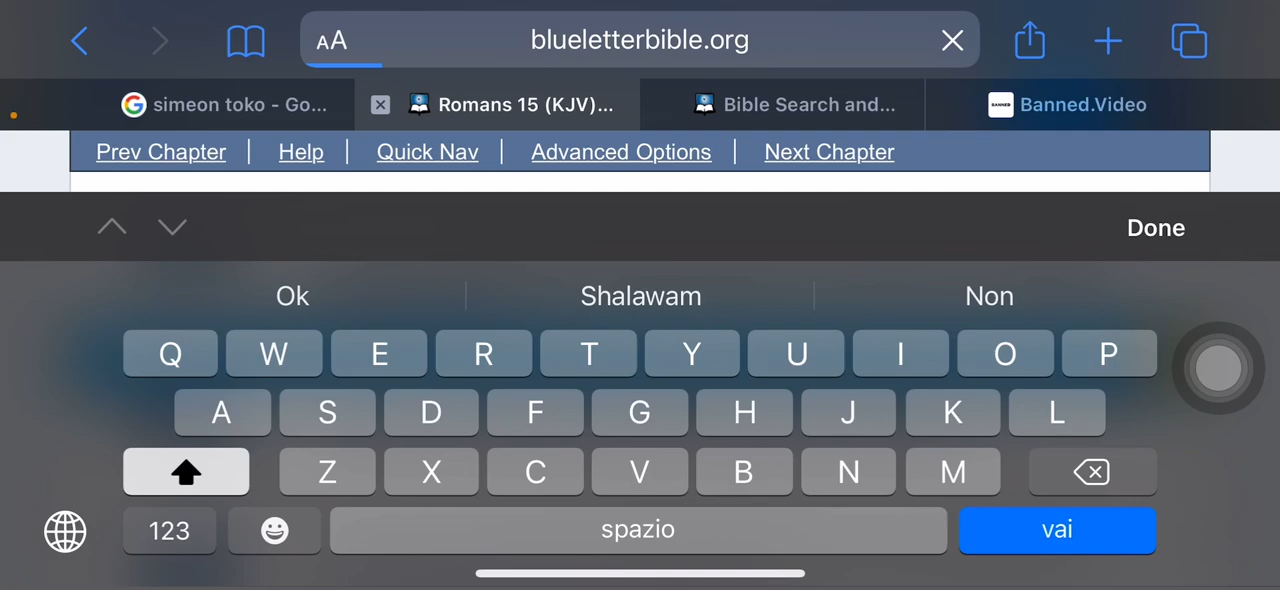 AA blueletterbible.org
simeon toko - Go... Romans 15 (KJV)... Bible Search and... BANNED Banned.Video
Prev Chapter | Help | Quick Nav | Advanced Options | Next Chapter
Done
Ok Shalawam Non
Q W E R T Y U I O P
A S D F G H J K L
Z X C V B N M
123 spazio vai